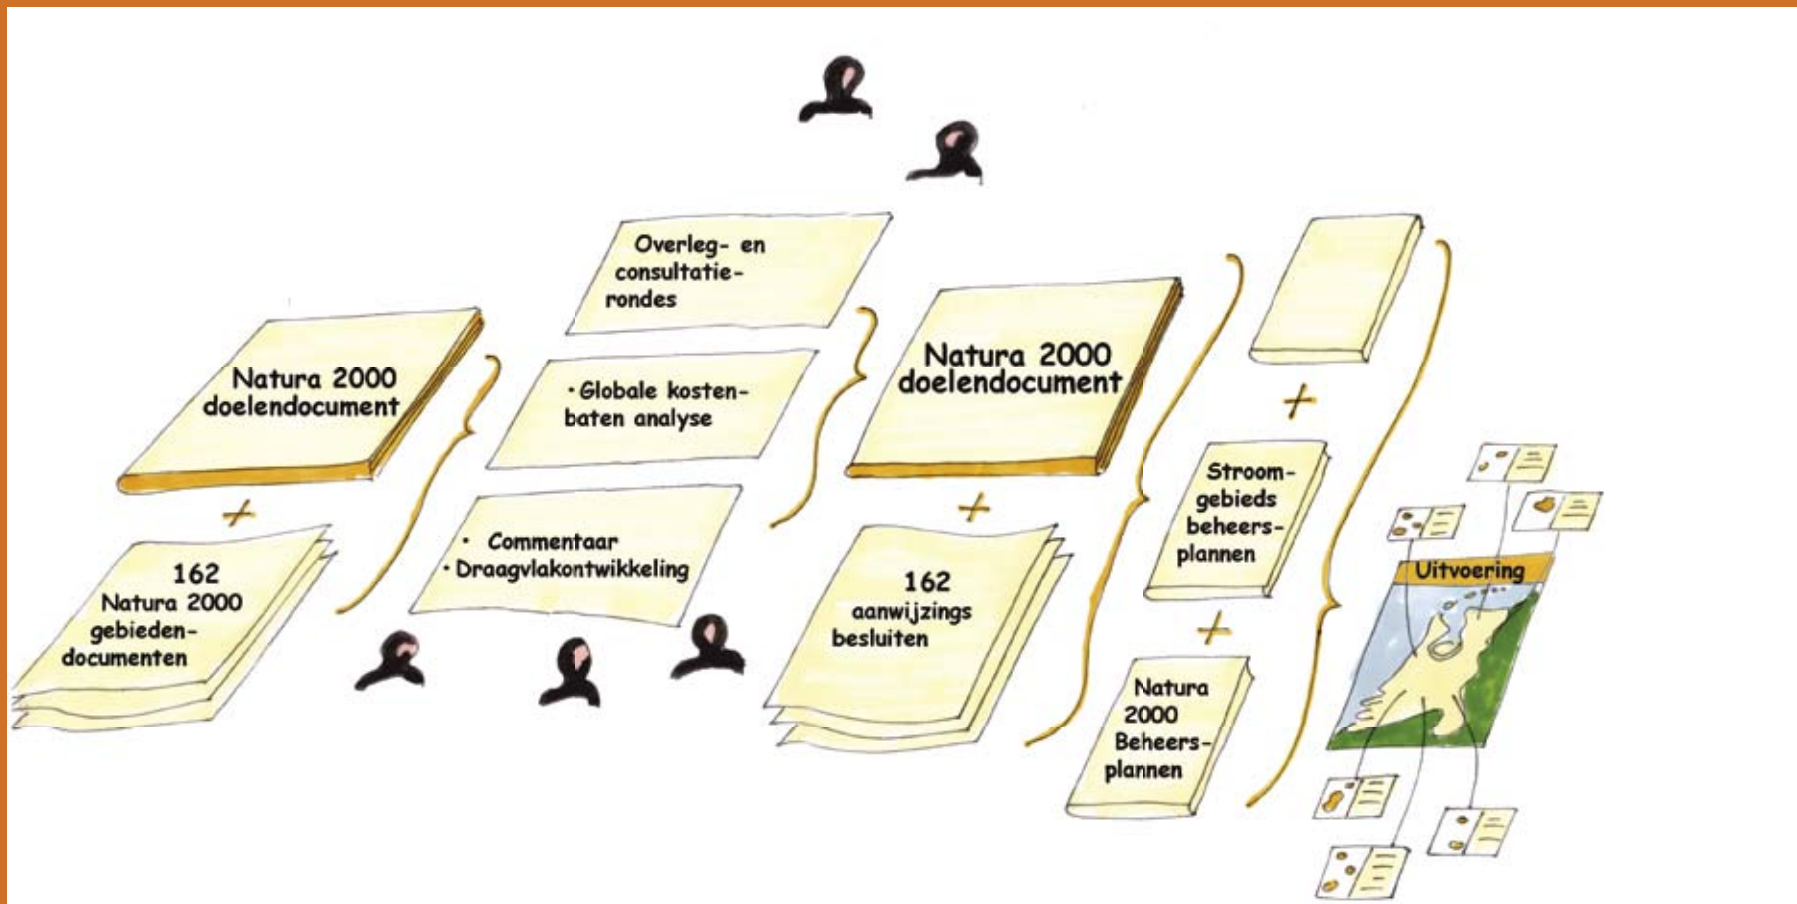 Natura 2000
doelendocument
162
Natura 2000
gebieden-
documenten
Overleg- en
consultatie-
rondes
• Globale kosten-
baten analyse
• Commentaar
• Draagvlakontwikkeling
Natura 2000
doelendocument
162
aanwijzings
besluiten
Stroom-
gebieds
beheers-
plannen
Natura
2000
Beheers-
plannen
Uitvoering